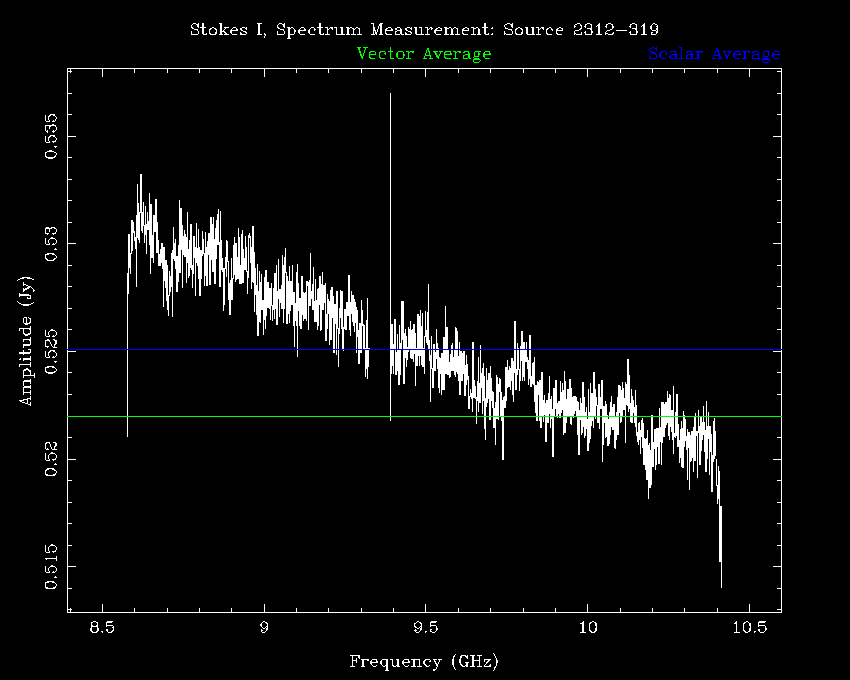 Stokes I, Spectrum Measurement: Source 2312-319
Vector Average Scalar Average
0.535
0.53
0.525
0.52
0.515
Amplitude (Jy)
8.5 9 9.5 10 10.5
Frequency (GHz)